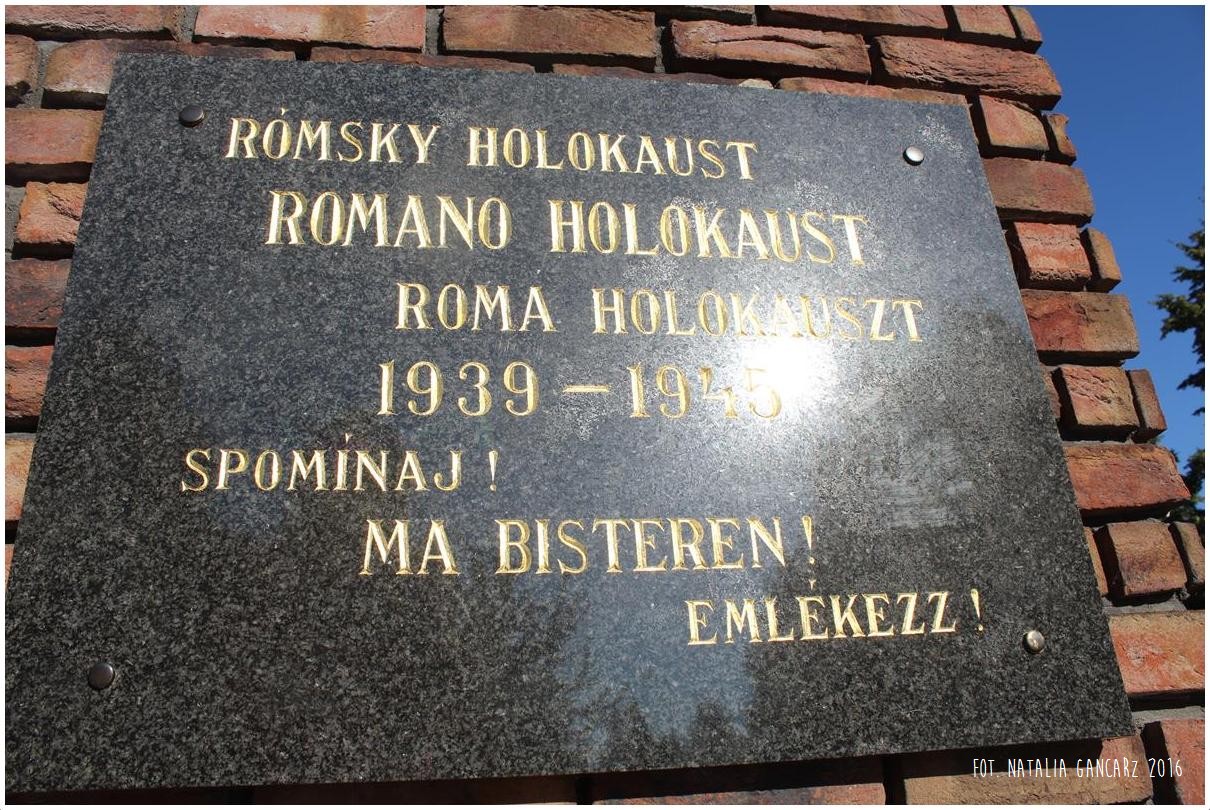 RÓMSKY HOLOKAUST
ROMANO HOLOKAUST
ROMA HOLOKAUSZT
1939 – 1945
SPOMÍNAJ!
MA BISTEREN!
EMLÉKEZZ!
FOT. NATALIA GANCARZ 2016